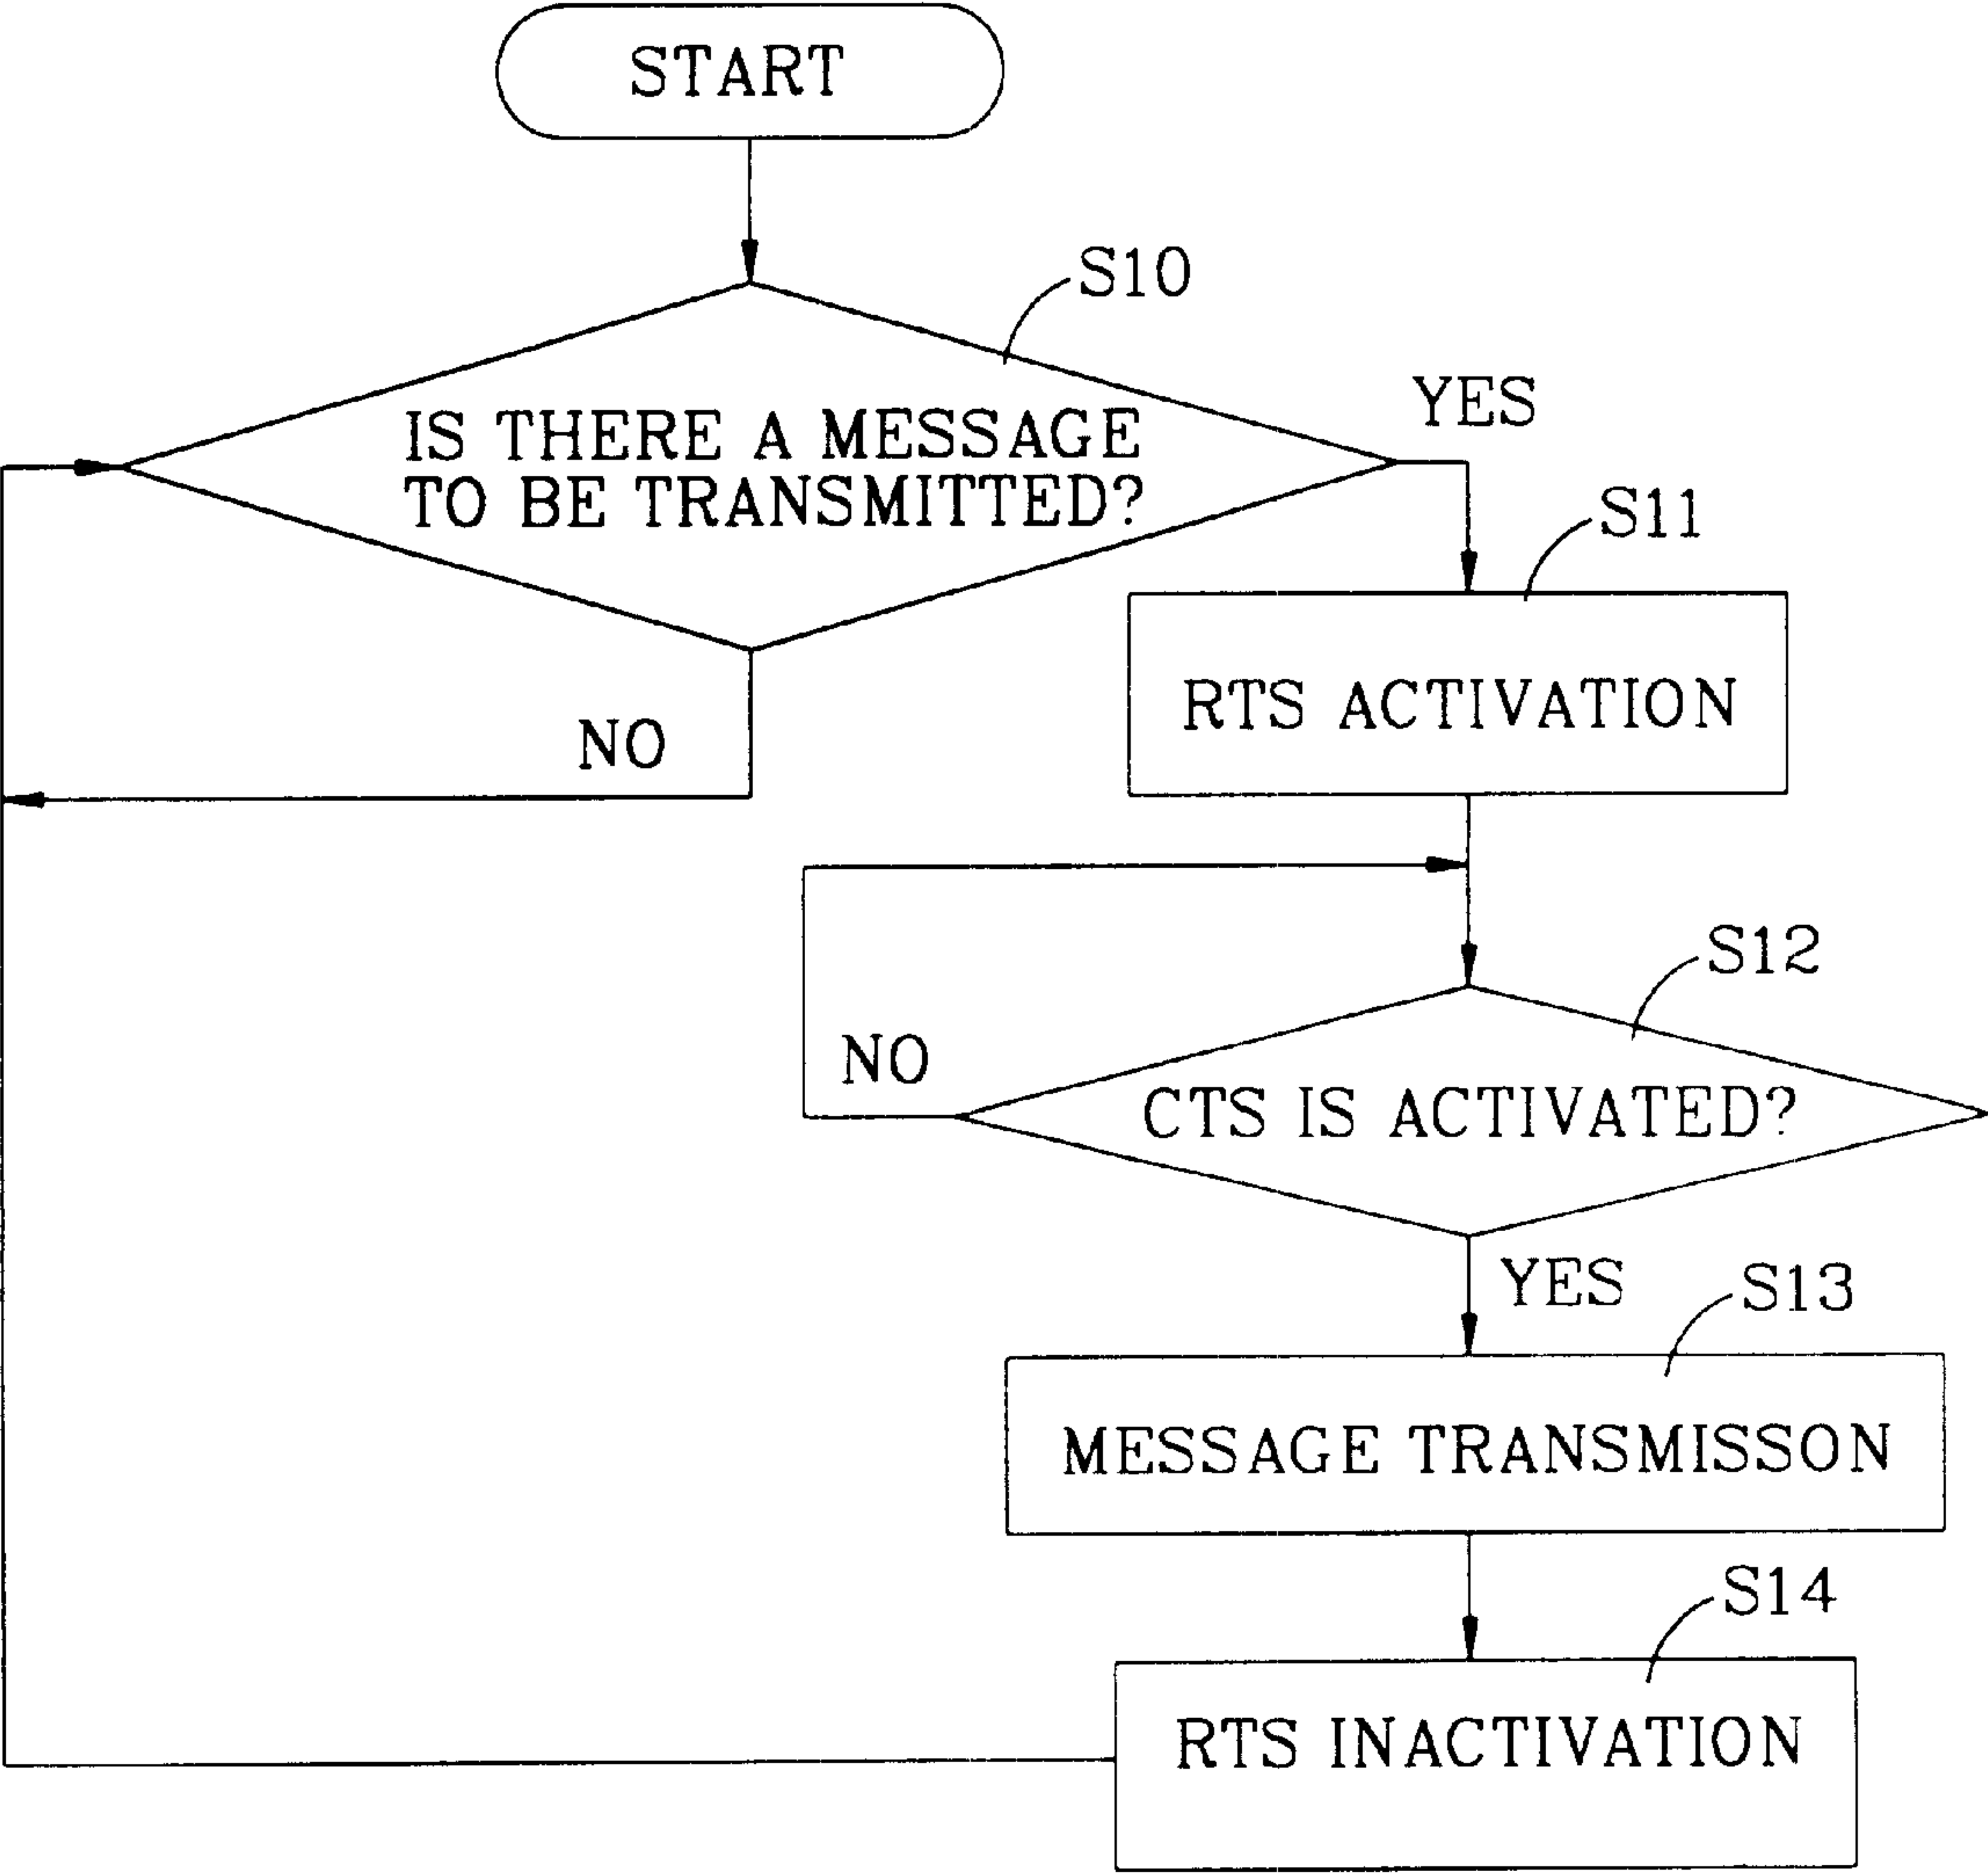 START
S10
IS THERE A MESSAGE
TO BE TRANSMITTED?
YES
S11
RTS ACTIVATION
NO
S12
NO
CTS IS ACTIVATED?
YES
S13
MESSAGE TRANSMISSON
S14
RTS INACTIVATION